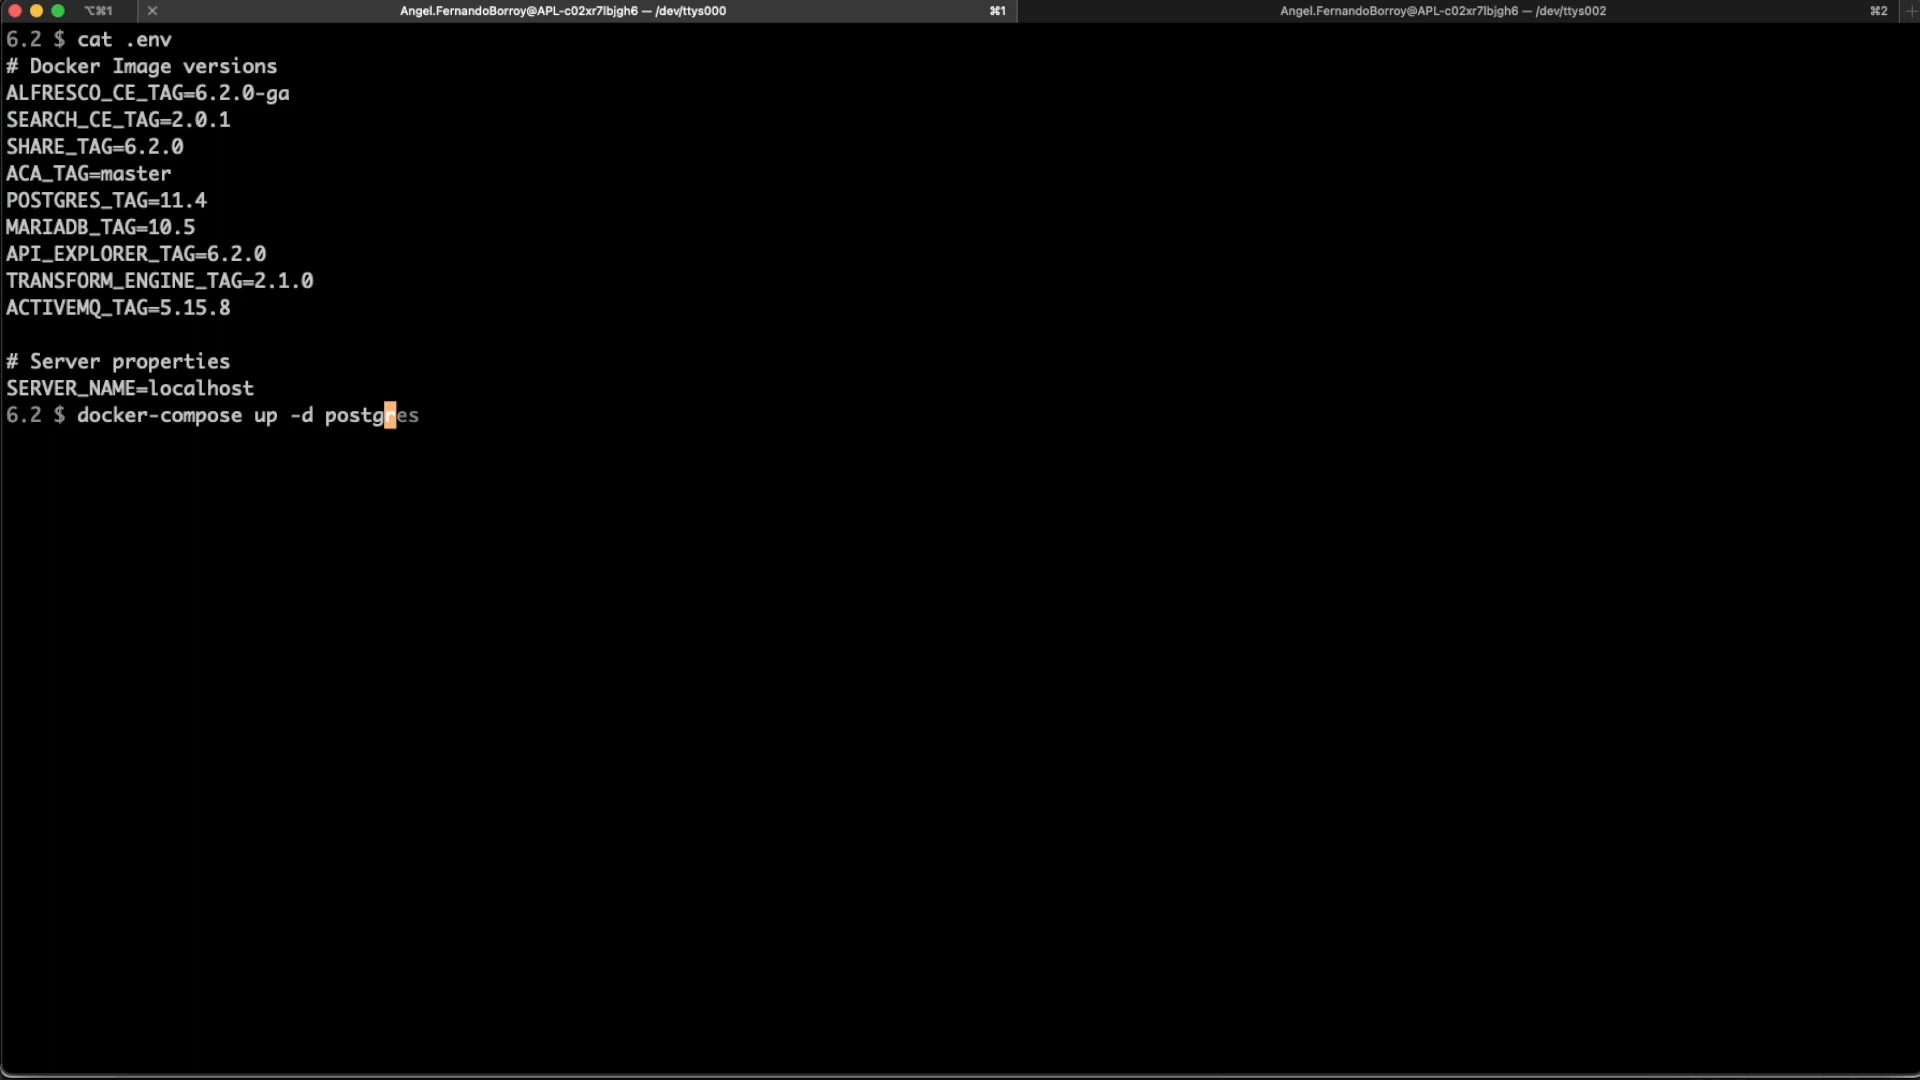 ⌥⌘1 Angel.FernandoBorroy@APL-c02xr7lbjgh6 — /dev/ttys000 ⌘1 Angel.FernandoBorroy@APL-c02xr7lbjgh6 — /dev/ttys002 ⌘2
6.2 $ cat .env
# Docker Image versions
ALFRESCO_CE_TAG=6.2.0-ga
SEARCH_CE_TAG=2.0.1
SHARE_TAG=6.2.0
ACA_TAG=master
POSTGRES_TAG=11.4
MARIADB_TAG=10.5
API_EXPLORER_TAG=6.2.0
TRANSFORM_ENGINE_TAG=2.1.0
ACTIVEMQ_TAG=5.15.8
# Server properties
SERVER_NAME=localhost
6.2 $ docker-compose up -d postgres